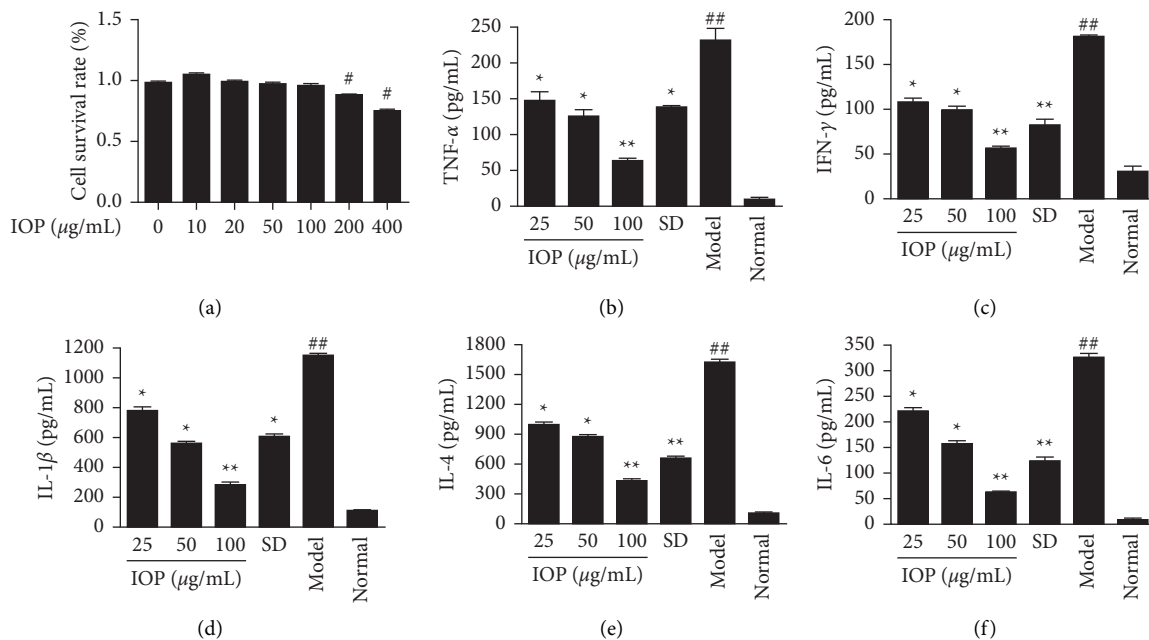 Cell survival rate (%)
1.5
1.0
0.5
0.0
# #
IOP (µg/mL) 0 10 20 50 100 200 400
(a)
TNF-α (pg/mL)
250
200
150
100
50
0
* * ** * ##
25 50 100 SD Model Normal
IOP (µg/mL)
(b)
IFN-γ (pg/mL)
200
150
100
50
0
* * ** ** ##
25 50 100 SD Model Normal
IOP (µg/mL)
(c)
IL-1β (pg/mL)
1200
1000
800
600
400
200
0
* * ** * ##
25 50 100 SD Model Normal
IOP (µg/mL)
(d)
IL-4 (pg/mL)
1800
1500
1200
900
600
300
0
* * ** ** ##
25 50 100 SD Model Normal
IOP (µg/mL)
(e)
IL-6 (pg/mL)
350
300
250
200
150
100
50
0
* * ** ** ##
25 50 100 SD Model Normal
IOP (µg/mL)
(f)